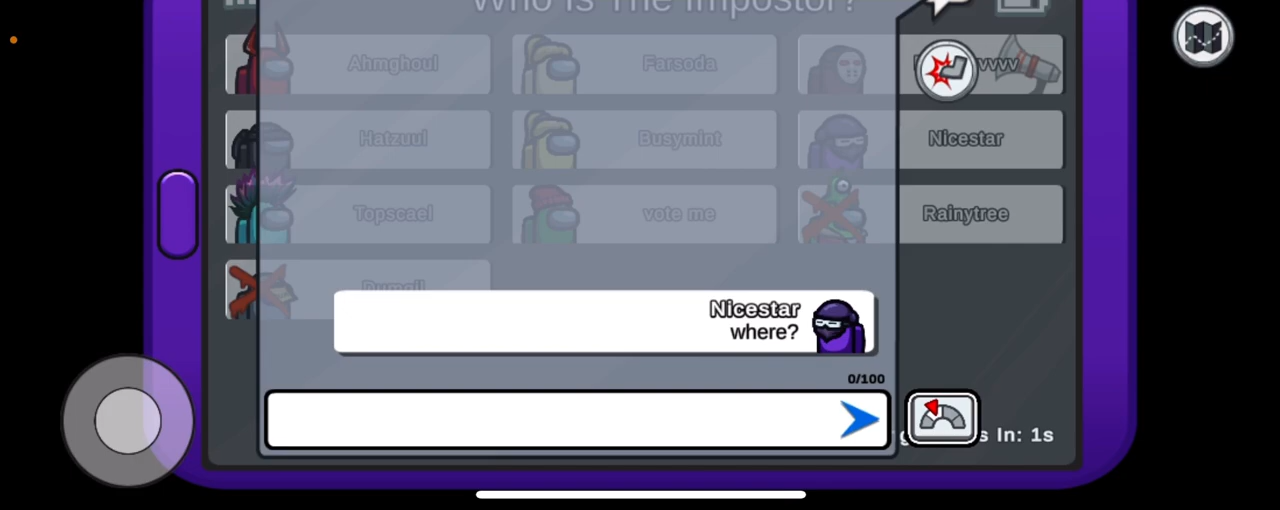 Who Is The Impostor?
Ahmghoul
Farsoda
vvvv
Hatzuul
Busymint
Nicestar
Topscael
vote me
Rainytree
Nicestar
where?
0/100
s In: 1s